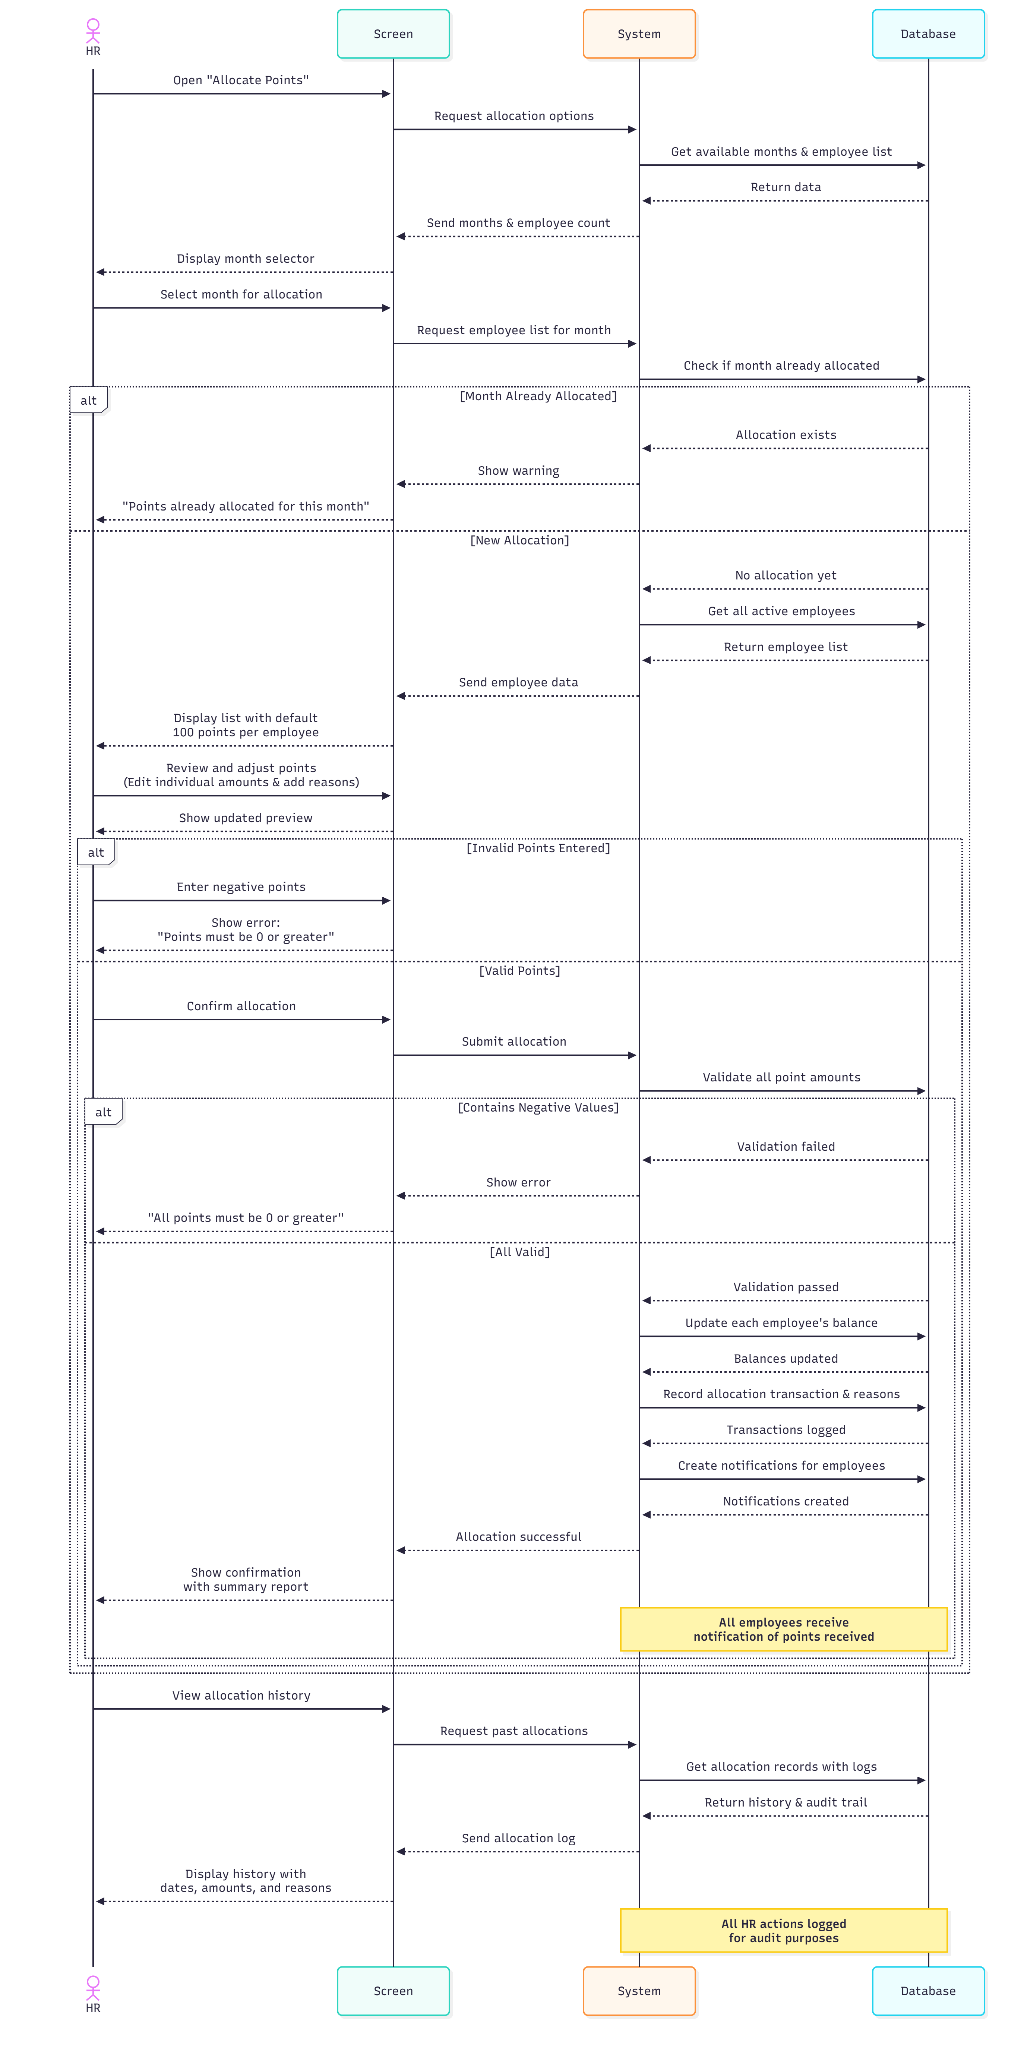 HR
Screen
System
Database
Open "Allocate Points"
Request allocation options
Get available months & employee list
Return data
Send months & employee count
Display month selector
Select month for allocation
Request employee list for month
Check if month already allocated
alt
[Month Already Allocated]
Allocation exists
Show warning
"Points already allocated for this month"
[New Allocation]
No allocation yet
Get all active employees
Return employee list
Send employee data
Display list with default
100 points per employee
Review and adjust points
(Edit individual amounts & add reasons)
Show updated preview
alt
[Invalid Points Entered]
Enter negative points
Show error:
"Points must be 0 or greater"
[Valid Points]
Confirm allocation
Submit allocation
Validate all point amounts
alt
[Contains Negative Values]
Validation failed
Show error
"All points must be 0 or greater"
[All Valid]
Validation passed
Update each employee's balance
Balances updated
Record allocation transaction & reasons
Transactions logged
Create notifications for employees
Notifications created
Allocation successful
Show confirmation
with summary report
All employees receive
notification of points received
View allocation history
Request past allocations
Get allocation records with logs
Return history & audit trail
Send allocation log
Display history with
dates, amounts, and reasons
All HR actions logged
for audit purposes
HR
Screen
System
Database